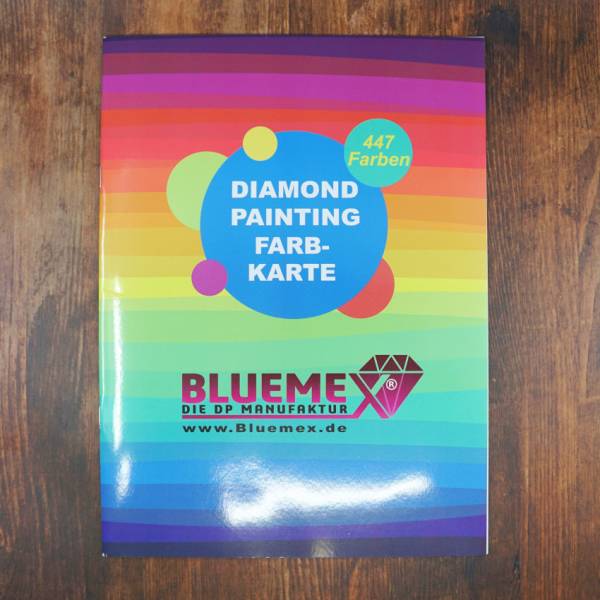 447
Farben
DIAMOND
PAINTING
FARB-
KARTE
BLUEMEX®
DIE DP MANUFAKTUR
www.Bluemex.de